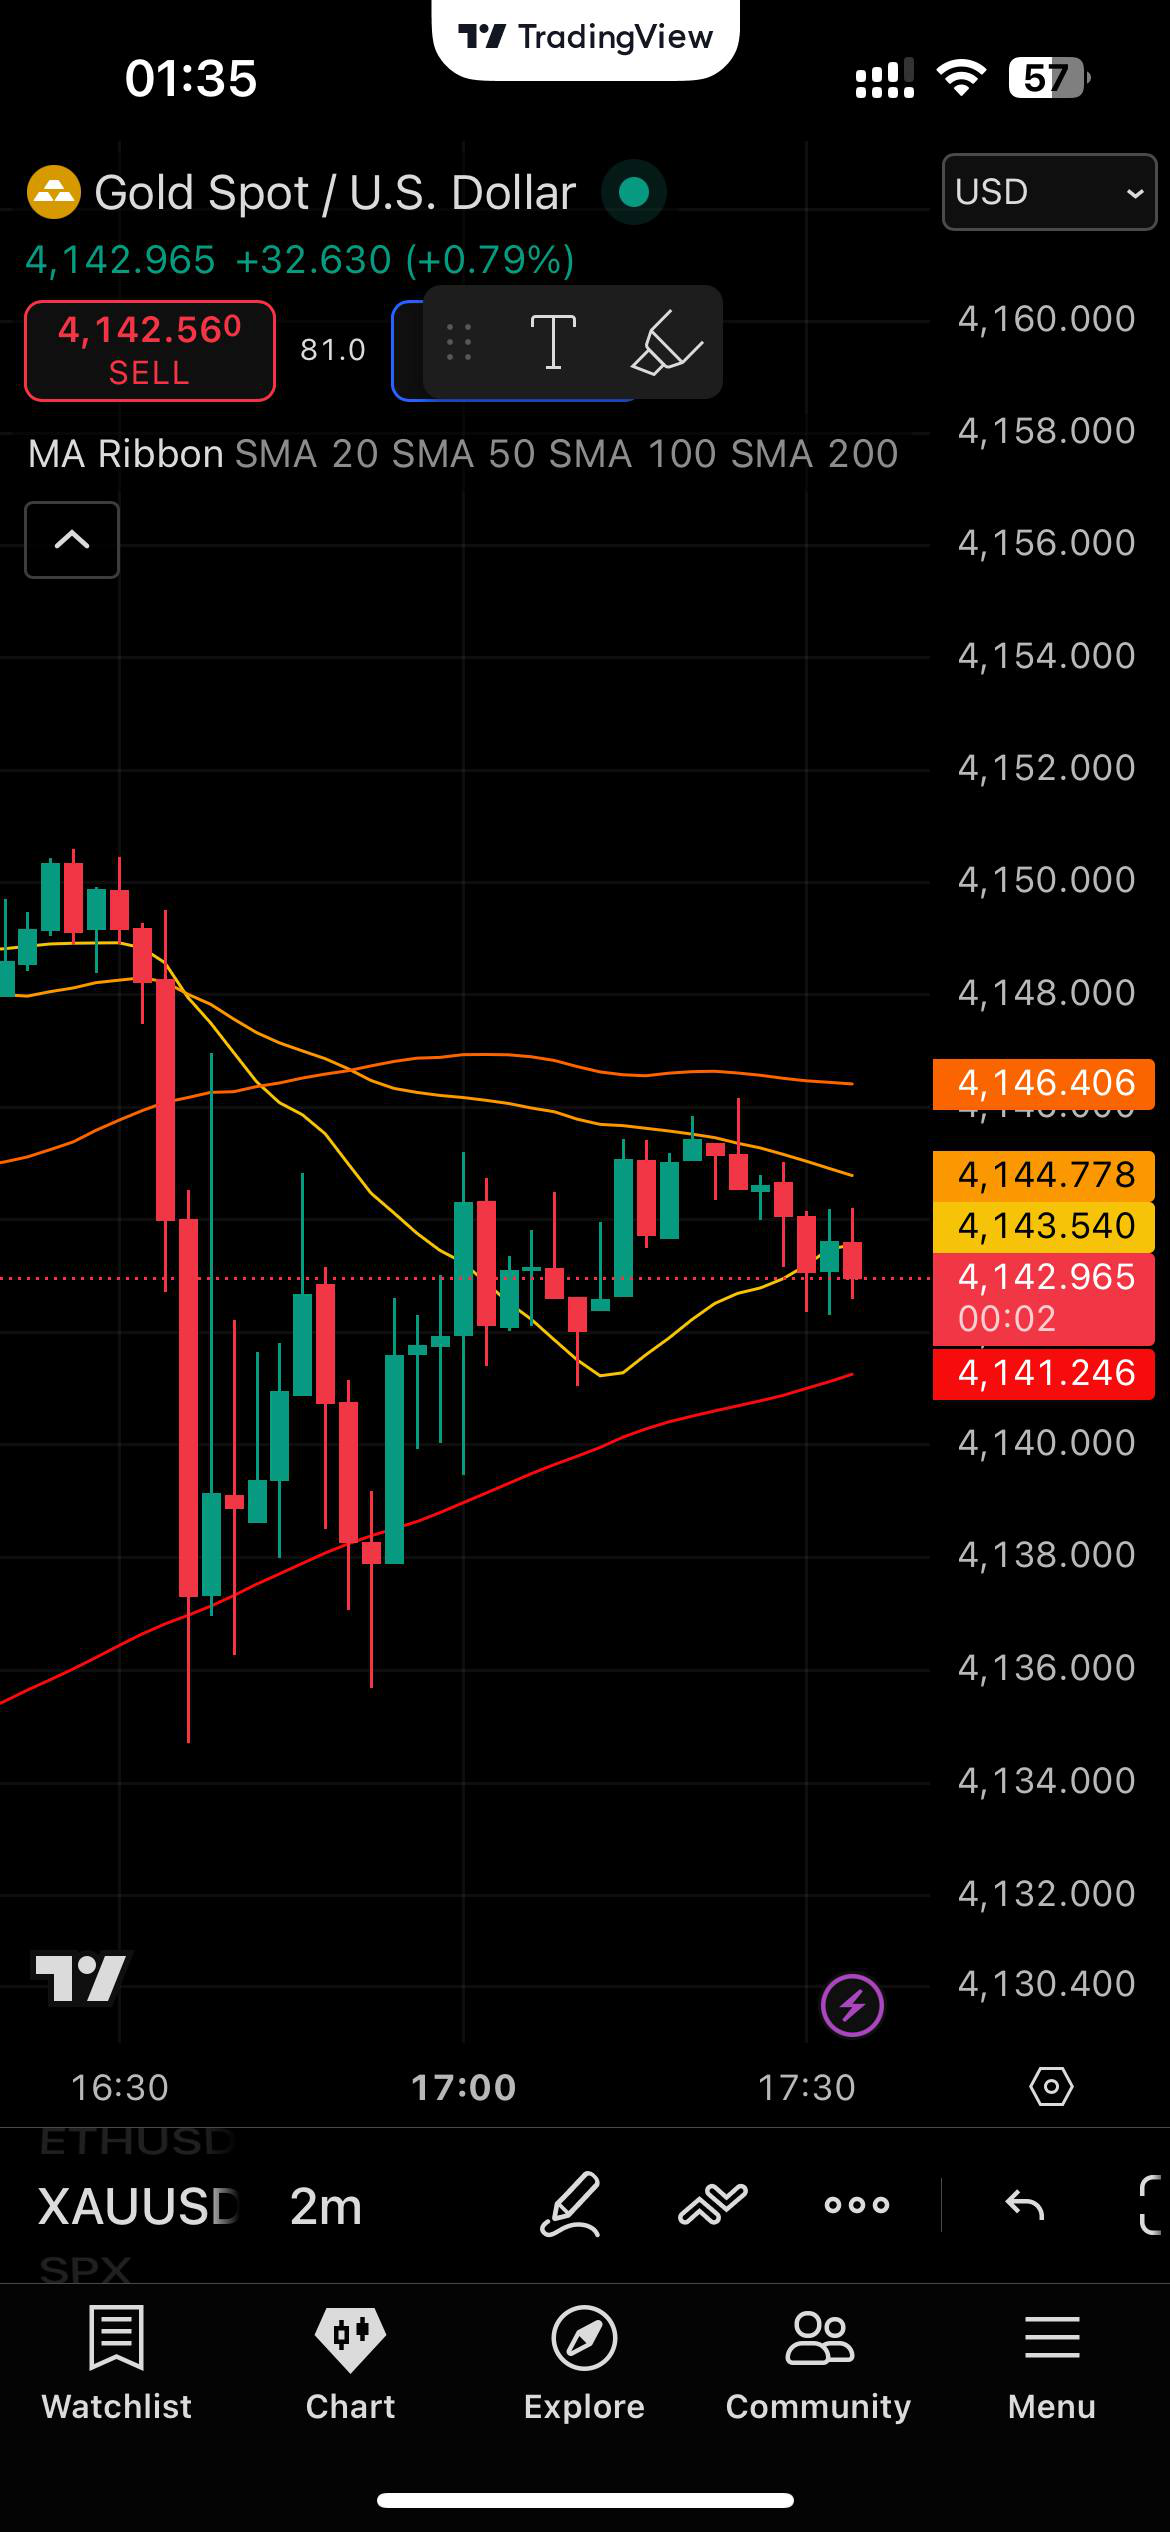 TradingView
01:35
57
Gold Spot / U.S. Dollar
USD
4,142.965 +32.630 (+0.79%)
4,142.560
SELL
81.0
T
MA Ribbon SMA 20 SMA 50 SMA 100 SMA 200
4,160.000
4,158.000
4,156.000
4,154.000
4,152.000
4,150.000
4,148.000
4,146.406
4,146.000
4,144.778
4,143.540
4,142.965
00:02
4,141.246
4,140.000
4,138.000
4,136.000
4,134.000
4,132.000
4,130.400
16:30 17:00 17:30
ETHUSD
XAUUSD 2m
SPX
Watchlist Chart Explore Community Menu